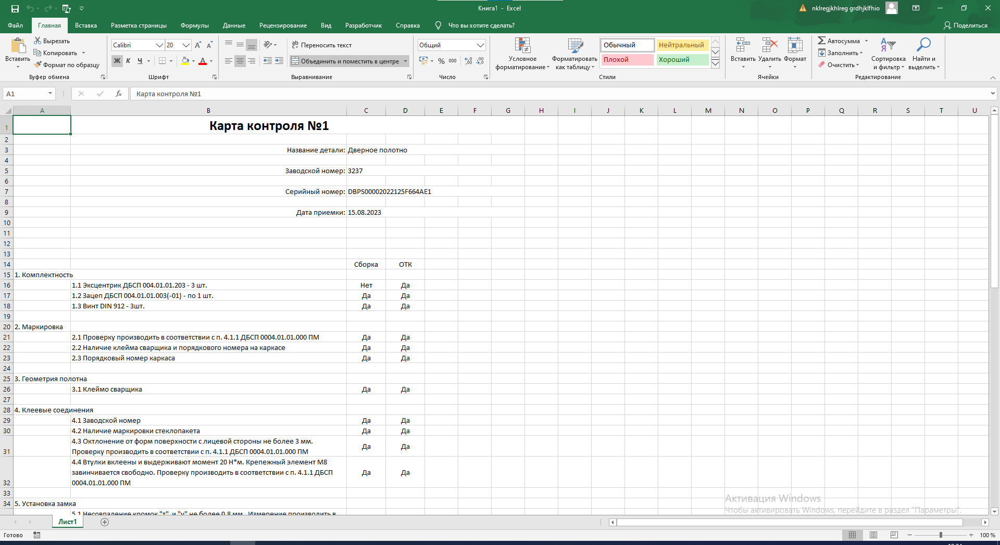 Книга1 - Excel
nklregjkhlreg grdhjklfhio
Файл Главная Вставка Разметка страницы Формулы Данные Рецензирование Вид Разработчик Справка Что вы хотите сделать? Поделиться
Вставить
Вырезать
Копировать
Формат по образцу
Буфер обмена
Calibri 20
Ж К Ч
Шрифт
Переносить текст
Объединить и поместить в центре
Выравнивание
Общий
% 000
Число
Условное форматирование
Форматировать как таблицу
Обычный Нейтральный
Плохой Хороший
Стили
Вставить Удалить Формат
Ячейки
Автосумма
Заполнить
Очистить
Сортировка и фильтр
Найти и выделить
Редактирование
A1 fx Карта контроля №1
A B C D E F G H I J K L M N O P Q R S T U
1 Карта контроля №1
2
3 Название детали: Дверное полотно
4
5 Заводской номер: 3237
6
7 Серийный номер: DBPS00002022125F664AE1
8
9 Дата приемки: 15.08.2023
10
11
12
13
14 Сборка ОТК
15 1. Комплектность
16 1.1 Эксцентрик ДБСП 004.01.01.203 - 3 шт. Нет Да
17 1.2 Зацеп ДБСП 004.01.01.003(-01) - по 1 шт. Да Да
18 1.3 Винт DIN 912 - 3шт. Да Да
19
20 2. Маркировка
21 2.1 Проверку производить в соответствии с п. 4.1.1 ДБСП 0004.01.01.000 ПМ Да Да
22 2.2 Наличие клейма сварщика и порядкового номера на каркасе Да Да
23 2.3 Порядковый номер каркаса Да Да
24
25 3. Геометрия полотна
26 3.1 Клеймо сварщика Да Да
27
28 4. Клеевые соединения
29 4.1 Заводской номер Да Да
30 4.2 Наличие маркировки стеклопакета Да Да
4.3 Октлонение от форм поверхности с лицевой стороны не более 3 мм.
31 Проверку производить в соответствии с п. 4.1.1 ДБСП 0004.01.01.000 ПМ Да Да
4.4 Втулки вклеены и выдерживают момент 20 Н*м. Крепежный элемент М8
завинчивается свободно. Проверку производить в соответствии с п. 4.1.1 ДБСП Да Да
32 0004.01.01.000 ПМ
33
34 5. Установка замка
5.1 Несовпадение кромок "т" и "у" не более 0,8 мм. Измерение производить в
Активация Windows
Чтобы активировать Windows, перейдите в раздел "Параметры".
Лист1
Готово
100 %